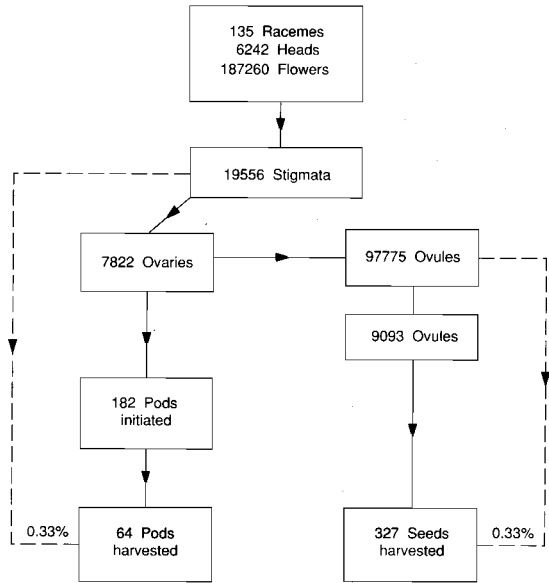 135 Racemes
6242 Heads
187260 Flowers
19556 Stigmata
7822 Ovaries
97775 Ovules
9093 Ovules
182 Pods
initiated
0.33%
64 Pods
harvested
327 Seeds
harvested
0.33%